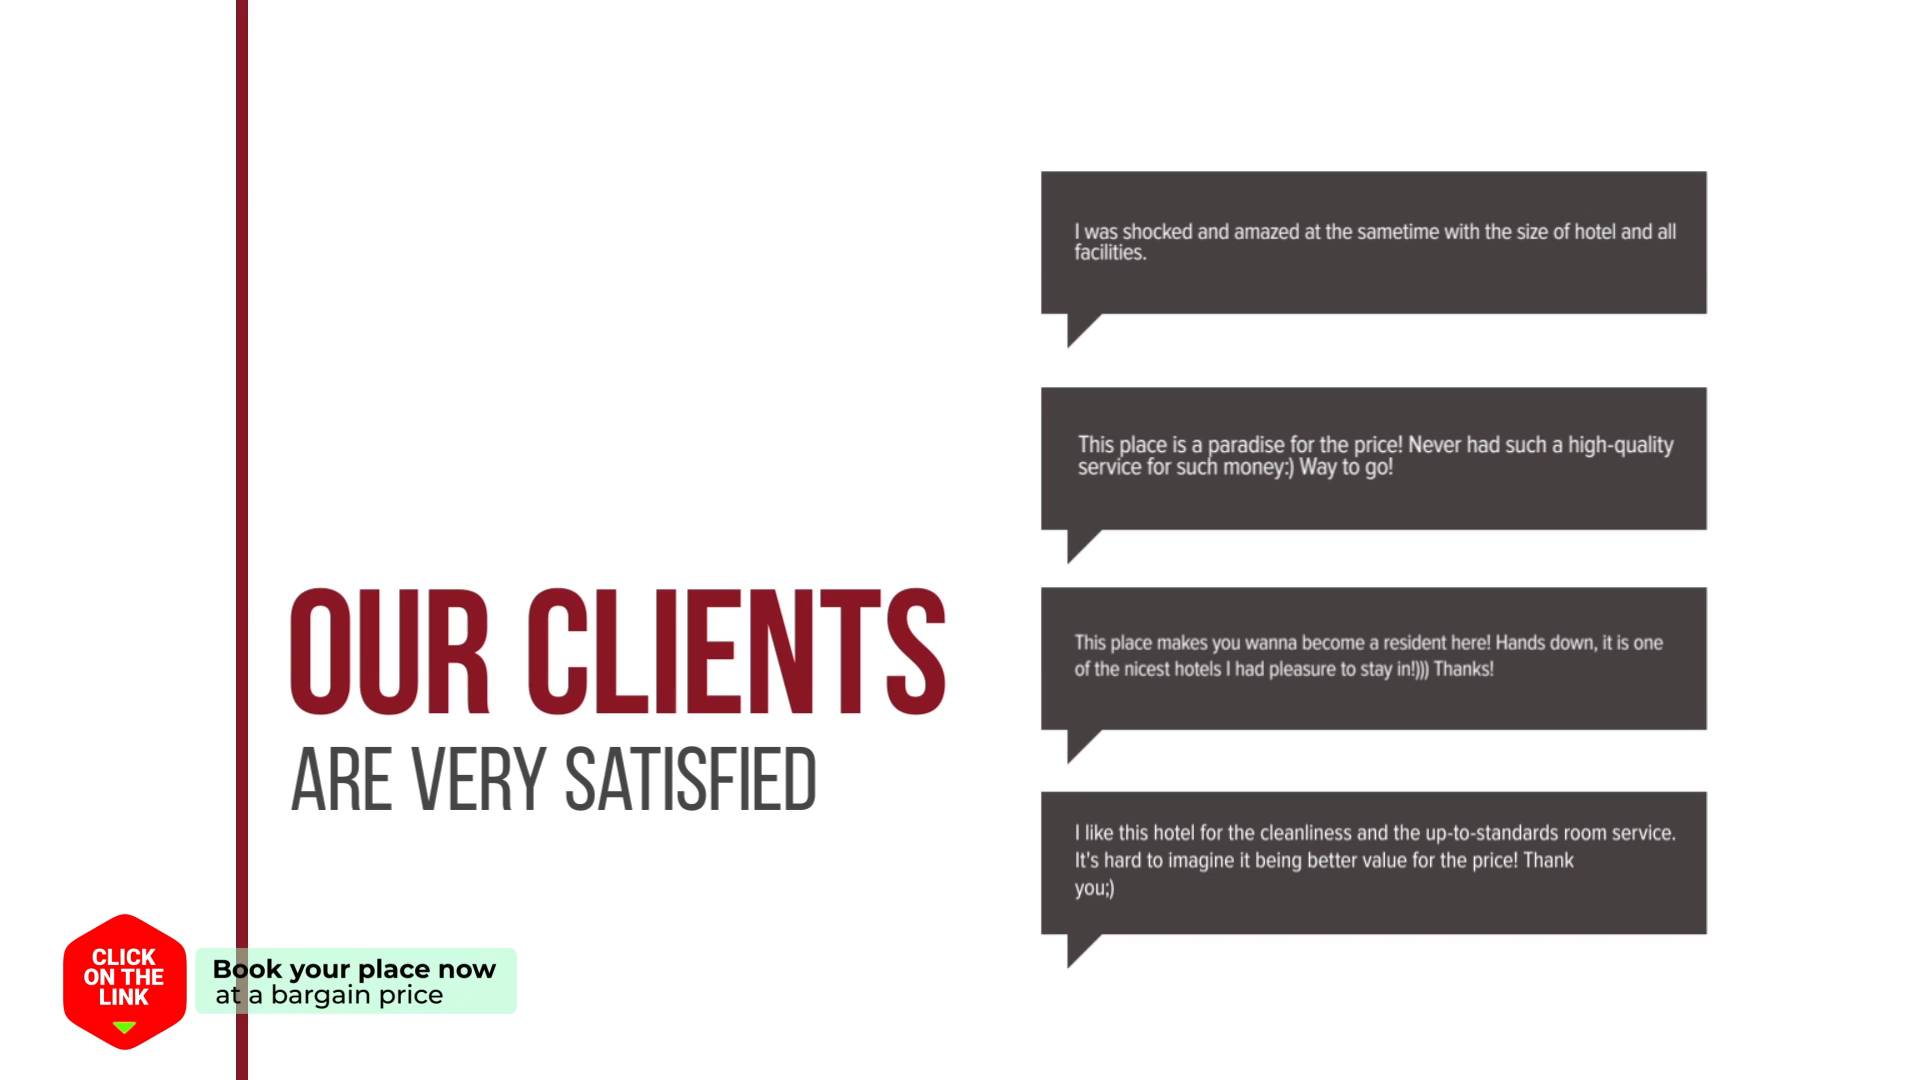 I was shocked and amazed at the sametime with the size of hotel and all
facilities.
This place is a paradise for the price! Never had such a high-quality
service for such money:) Way to go!
OUR CLIENTS
ARE VERY SATISFIED
This place makes you wanna become a resident here! Hands down, it is one
of the nicest hotels I had pleasure to stay in!))) Thanks!
I like this hotel for the cleanliness and the up-to-standards room service.
It's hard to imagine it being better value for the price! Thank
you;)
CLICK
ON THE
LINK
Book your place now
at a bargain price